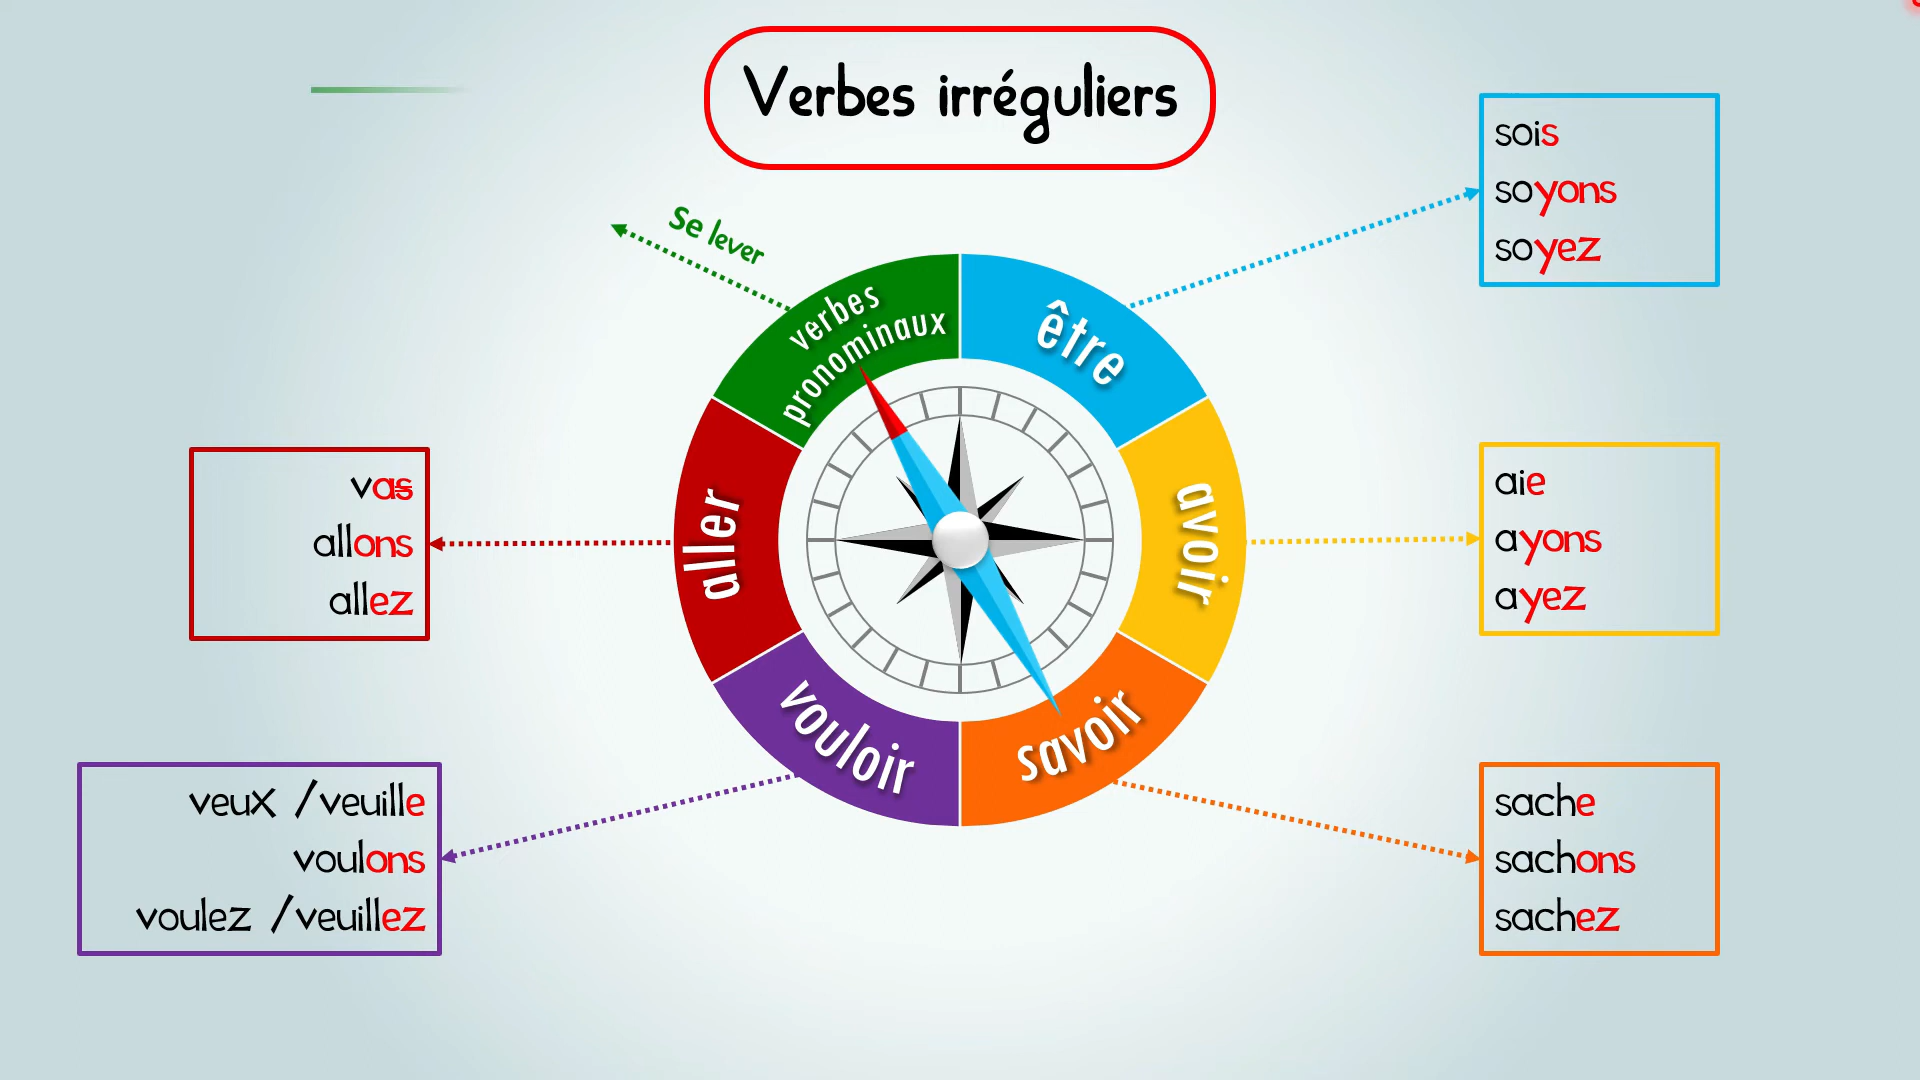 Verbes irréguliers
Se lever
verbes
pronominaux
être
avoir
savoir
vouloir
aller
sois
soyons
soyez
aie
ayons
ayez
sache
sachons
sachez
vas
allons
allez
veux /veuille
voulons
voulez /veuillez